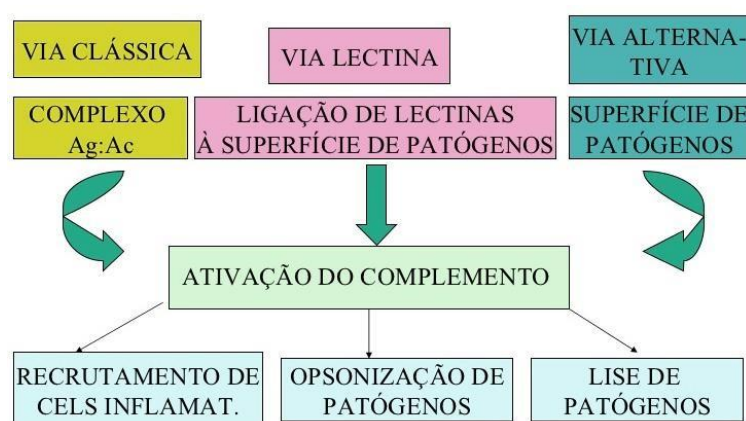 VIA CLÁSSICA
VIA LECTINA
VIA ALTERNA-
TIVA
COMPLEXO
Ag:Ac
LIGAÇÃO DE LECTINAS
À SUPERFÍCIE DE PATÓGENOS
SUPERFÍCIE DE
PATÓGENOS
ATIVAÇÃO DO COMPLEMENTO
RECRUTAMENTO DE
CELS INFLAMAT.
OPSONIZAÇÃO DE
PATÓGENOS
LISE DE
PATÓGENOS